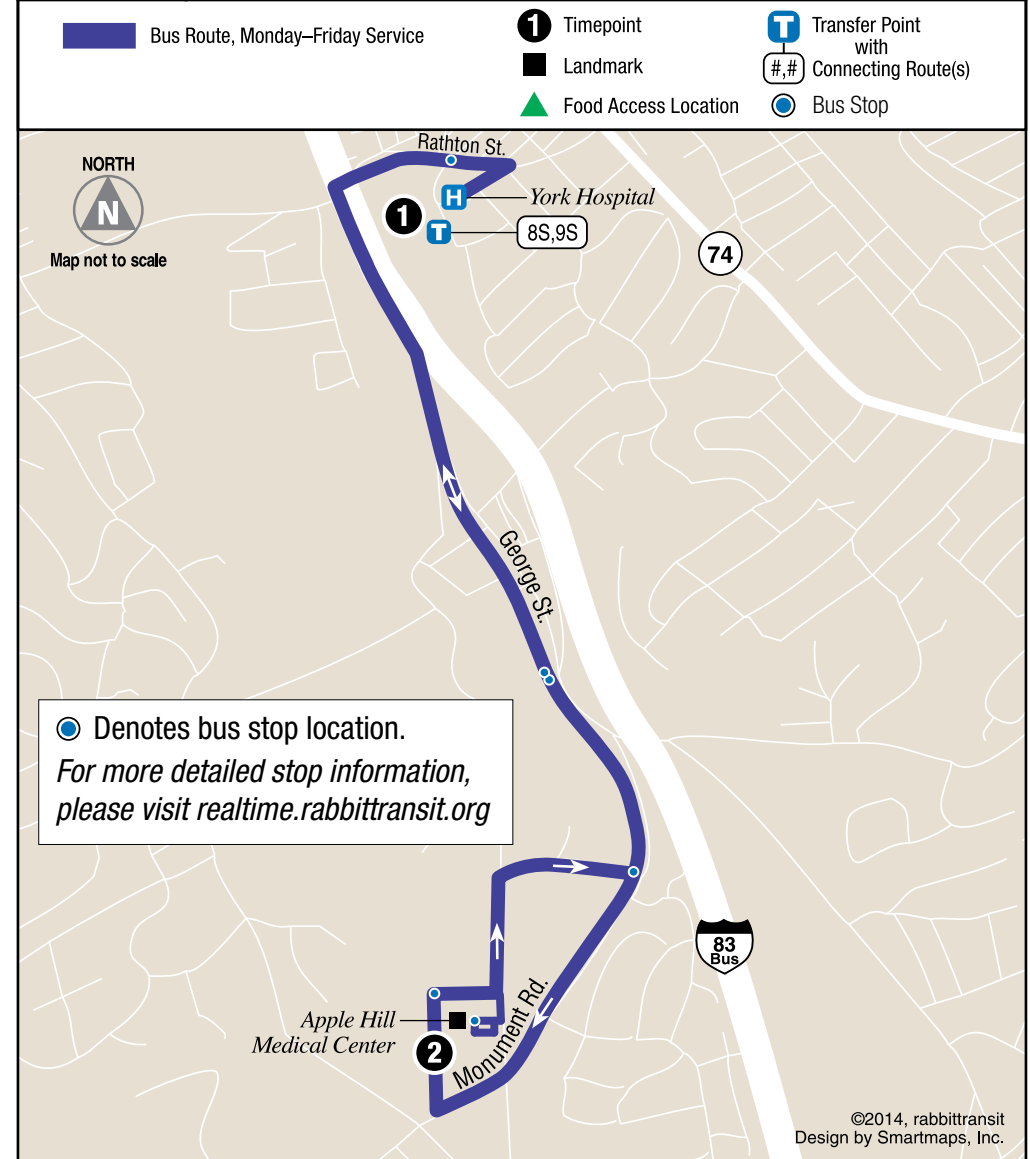 Bus Route, Monday–Friday Service
1 Timepoint
Landmark
Food Access Location
T Transfer Point
with
#,# Connecting Route(s)
Bus Stop
NORTH
N
Map not to scale
Rathton St.
H York Hospital
1
T 8S,9S
74
George St.
Denotes bus stop location.
For more detailed stop information,
please visit realtime.rabbittransit.org
83
Bus
Monument Rd.
Apple Hill
Medical Center
2
©2014, rabbittransit
Design by Smartmaps, Inc.